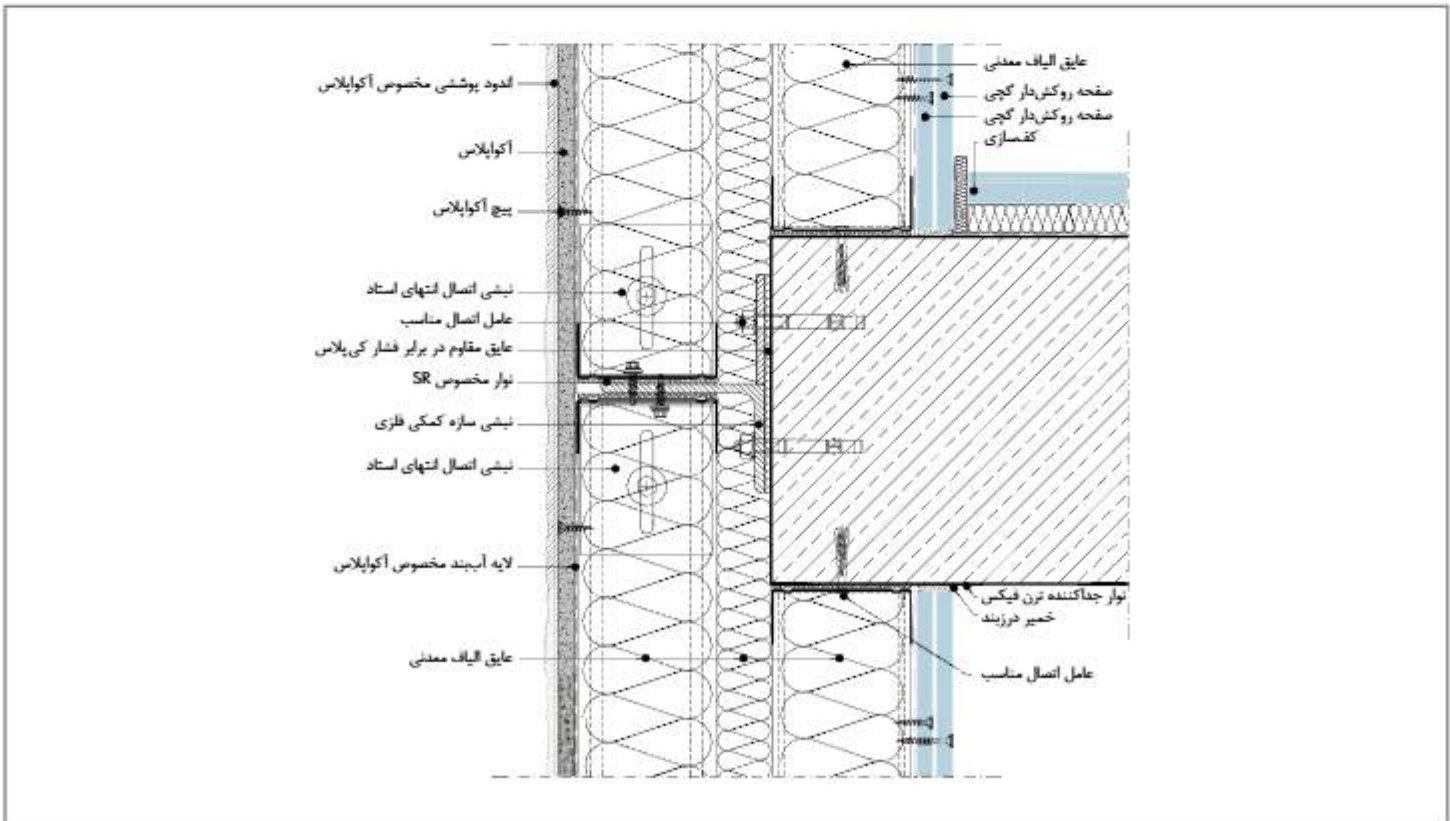 عایق الیاف معدنی
صفحه روکش‌دار گچی
صفحه روکش‌دار گچی
کف‌سازی
نوار جداکننده ترن فیکس
خمیر درزبند
عامل اتصال مناسب
اندود پوششی مخصوص آکواپلاس
آکواپلاس
پیچ آکواپلاس
نبشی اتصال انتهای استاد
عامل اتصال مناسب
عایق مقاوم در برابر فشار کی‌پلاس
نوار مخصوص SR
نبشی سازه کمکی فلزی
نبشی اتصال انتهای استاد
لایه آب‌بند مخصوص آکواپلاس
عایق الیاف معدنی